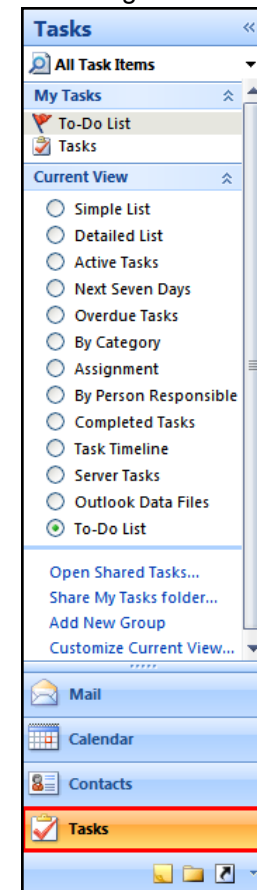 Tasks
All Task Items
My Tasks
To-Do List
Tasks
Current View
Simple List
Detailed List
Active Tasks
Next Seven Days
Overdue Tasks
By Category
Assignment
By Person Responsible
Completed Tasks
Task Timeline
Server Tasks
Outlook Data Files
To-Do List
Open Shared Tasks...
Share My Tasks folder...
Add New Group
Customize Current View...
Mail
Calendar
Contacts
Tasks